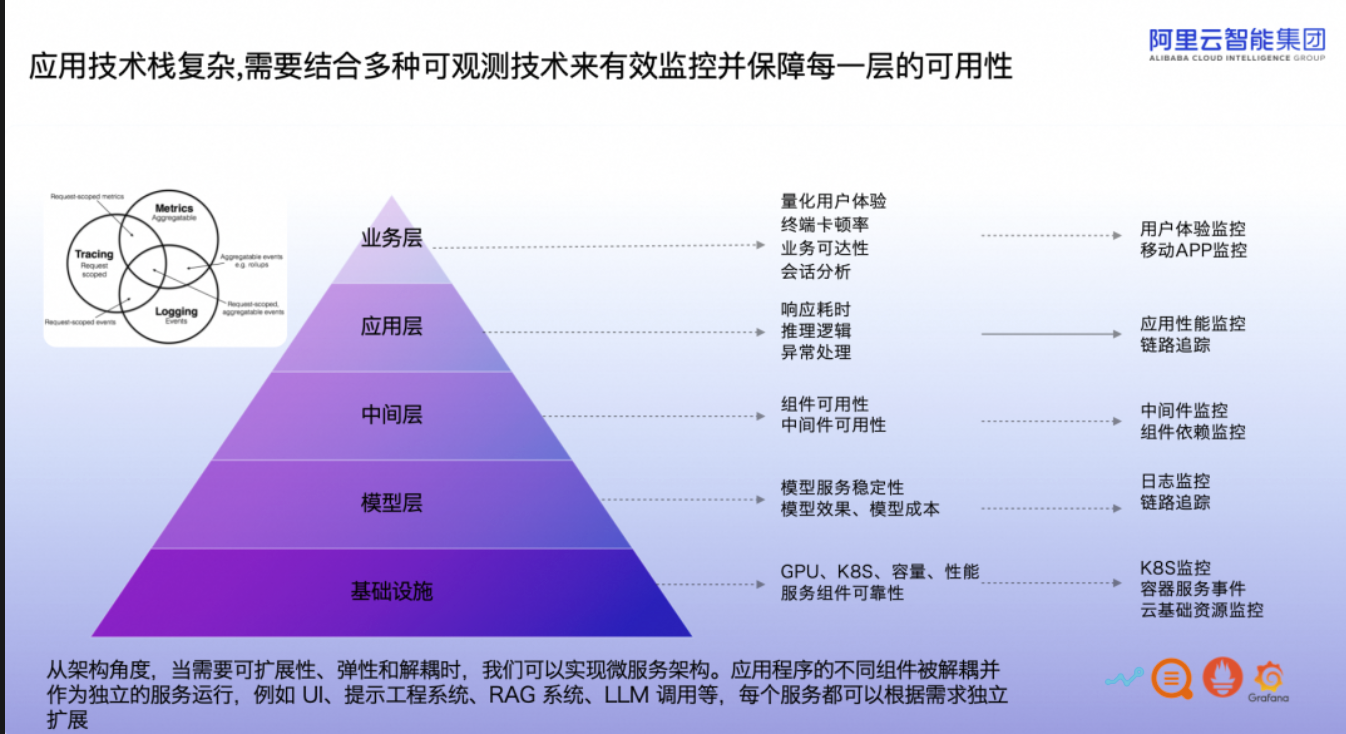 阿里云智能集团
ALIBABA CLOUD INTELLIGENCE GROUP
应用技术栈复杂,需要结合多种可观测技术来有效监控并保障每一层的可用性
Request-scoped metrics
Metrics
Aggregatable
Tracing
Request
scoped
Aggregatable events
e.g. rollups
Logging
Events
Request-scoped,
aggregatable events
Request-scoped events
业务层
量化用户体验
终端卡顿率
业务可达性
会话分析
用户体验监控
移动APP监控
应用层
响应耗时
推理逻辑
异常处理
应用性能监控
链路追踪
中间层
组件可用性
中间件可用性
中间件监控
组件依赖监控
模型层
模型服务稳定性
模型效果、模型成本
日志监控
链路追踪
基础设施
GPU、K8S、容量、性能
服务组件可靠性
K8S监控
容器服务事件
云基础资源监控
从架构角度，当需要可扩展性、弹性和解耦时，我们可以实现微服务架构。应用程序的不同组件被解耦并
作为独立的服务运行，例如 UI、提示工程系统、RAG 系统、LLM 调用等，每个服务都可以根据需求独立
扩展
Grafana